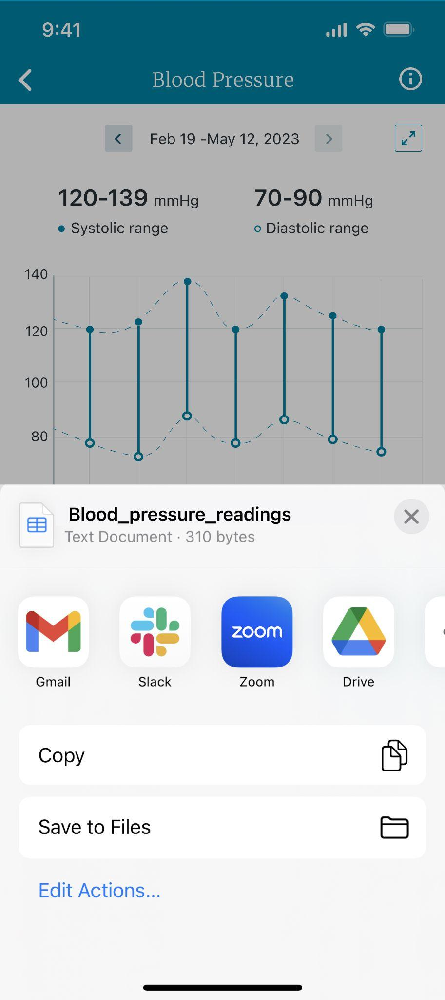 9:41
Blood Pressure
Feb 19 -May 12, 2023
120-139 mmHg
Systolic range
70-90 mmHg
Diastolic range
140
120
100
80
Blood_pressure_readings
Text Document · 310 bytes
zoom
Gmail
Slack
Zoom
Drive
Copy
Save to Files
Edit Actions...